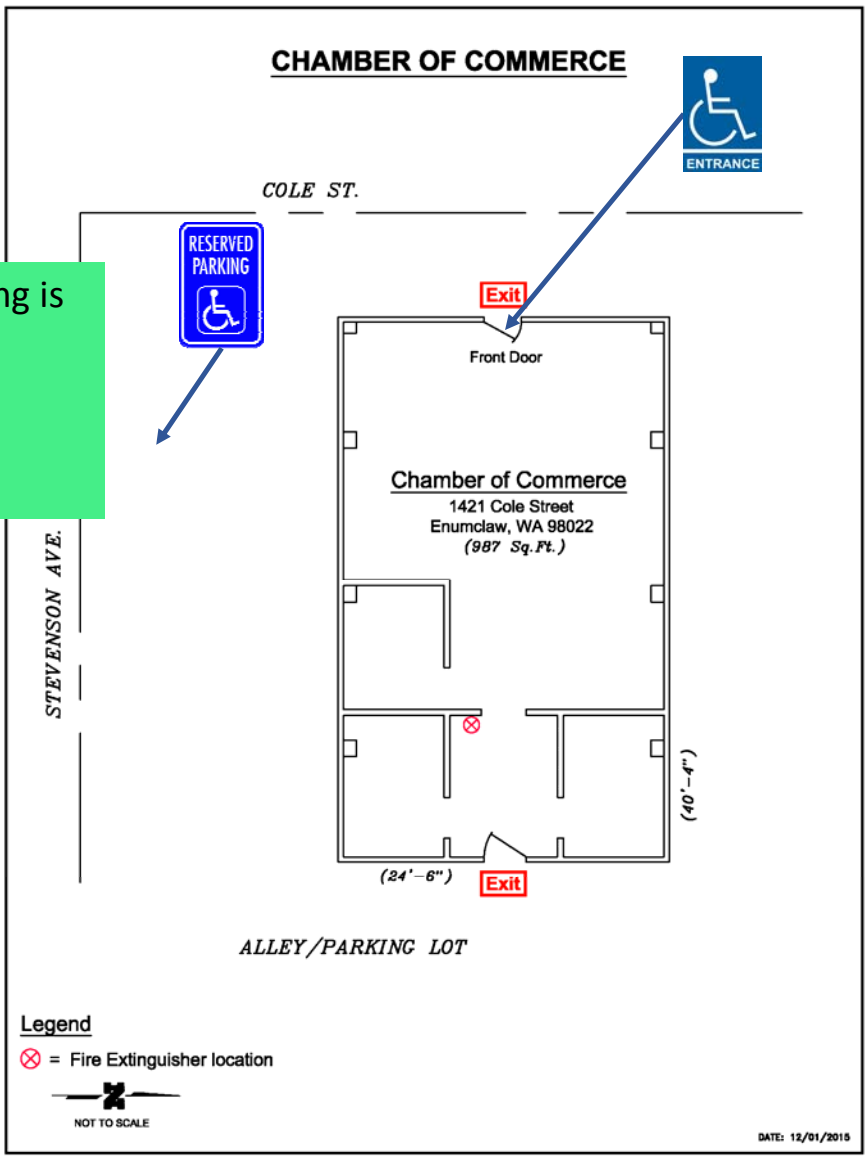 CHAMBER OF COMMERCE
ENTRANCE
COLE ST.
RESERVED
PARKING
ng is
Exit
Front Door
Chamber of Commerce
1421 Cole Street
Enumclaw, WA 98022
(987 Sq.Ft.)
STEVENSON AVE.
(40'-4")
(24'-6")
Exit
ALLEY/PARKING LOT
Legend
= Fire Extinguisher location
NOT TO SCALE
DATE: 12/01/2015